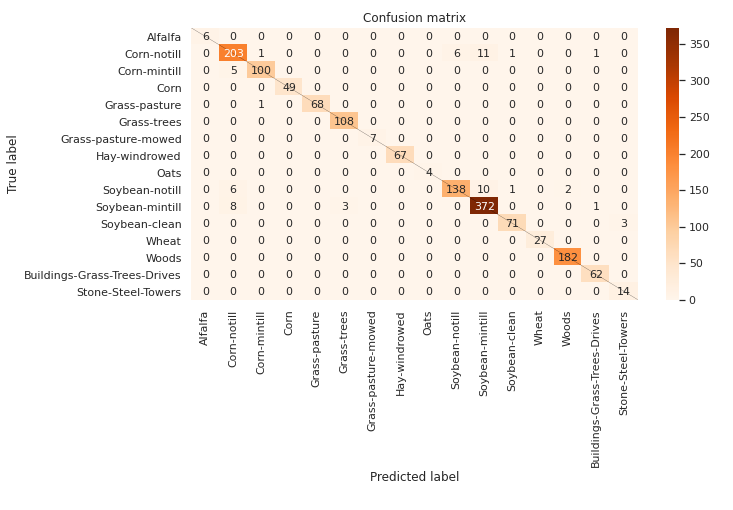 Confusion matrix
True label
Alfalfa 6 0 0 0 0 0 0 0 0 0 0 0 0 0 0 0
Corn-notill 0 203 1 0 0 0 0 0 0 6 11 1 0 0 1 0
Corn-mintill 0 5 100 0 0 0 0 0 0 0 0 0 0 0 0 0
Corn 0 0 0 49 0 0 0 0 0 0 0 0 0 0 0 0
Grass-pasture 0 0 1 0 68 0 0 0 0 0 0 0 0 0 0 0
Grass-trees 0 0 0 0 0 108 0 0 0 0 0 0 0 0 0 0
Grass-pasture-mowed 0 0 0 0 0 0 7 0 0 0 0 0 0 0 0 0
Hay-windrowed 0 0 0 0 0 0 0 67 0 0 0 0 0 0 0 0
Oats 0 0 0 0 0 0 0 0 4 0 0 0 0 0 0 0
Soybean-notill 0 6 0 0 0 0 0 0 0 138 10 1 0 2 0 0
Soybean-mintill 0 8 0 0 0 3 0 0 0 0 372 0 0 0 1 0
Soybean-clean 0 0 0 0 0 0 0 0 0 0 0 71 0 0 0 3
Wheat 0 0 0 0 0 0 0 0 0 0 0 0 27 0 0 0
Woods 0 0 0 0 0 0 0 0 0 0 0 0 0 182 0 0
Buildings-Grass-Trees-Drives 0 0 0 0 0 0 0 0 0 0 0 0 0 0 62 0
Stone-Steel-Towers 0 0 0 0 0 0 0 0 0 0 0 0 0 0 0 14
350
300
250
200
150
100
50
0
Alfalfa
Corn-notill
Corn-mintill
Corn
Grass-pasture
Grass-trees
Grass-pasture-mowed
Hay-windrowed
Oats
Soybean-notill
Soybean-mintill
Soybean-clean
Wheat
Woods
Buildings-Grass-Trees-Drives
Stone-Steel-Towers
Predicted label